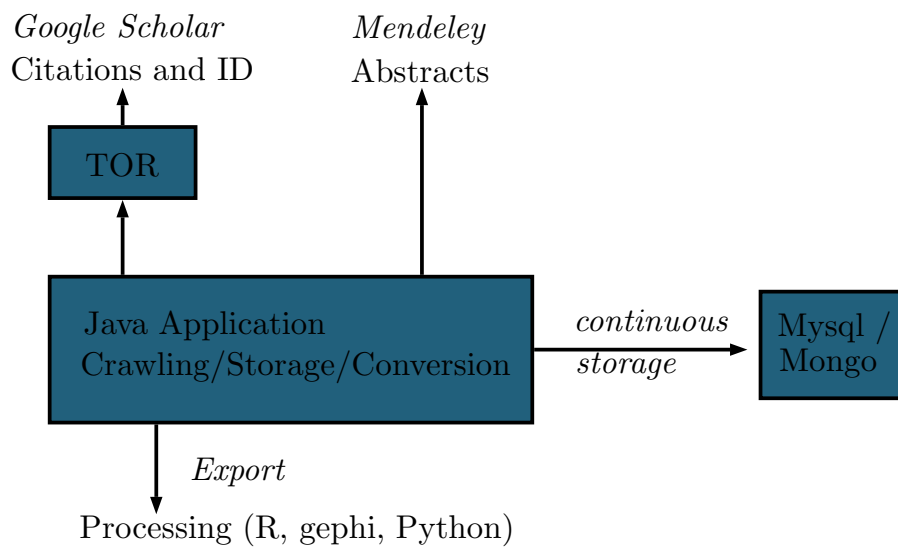 Google Scholar
Citations and ID
Mendeley
Abstracts
TOR
Java Application
Crawling/Storage/Conversion
continuous
storage
Mysql /
Mongo
Export
Processing (R, gephi, Python)